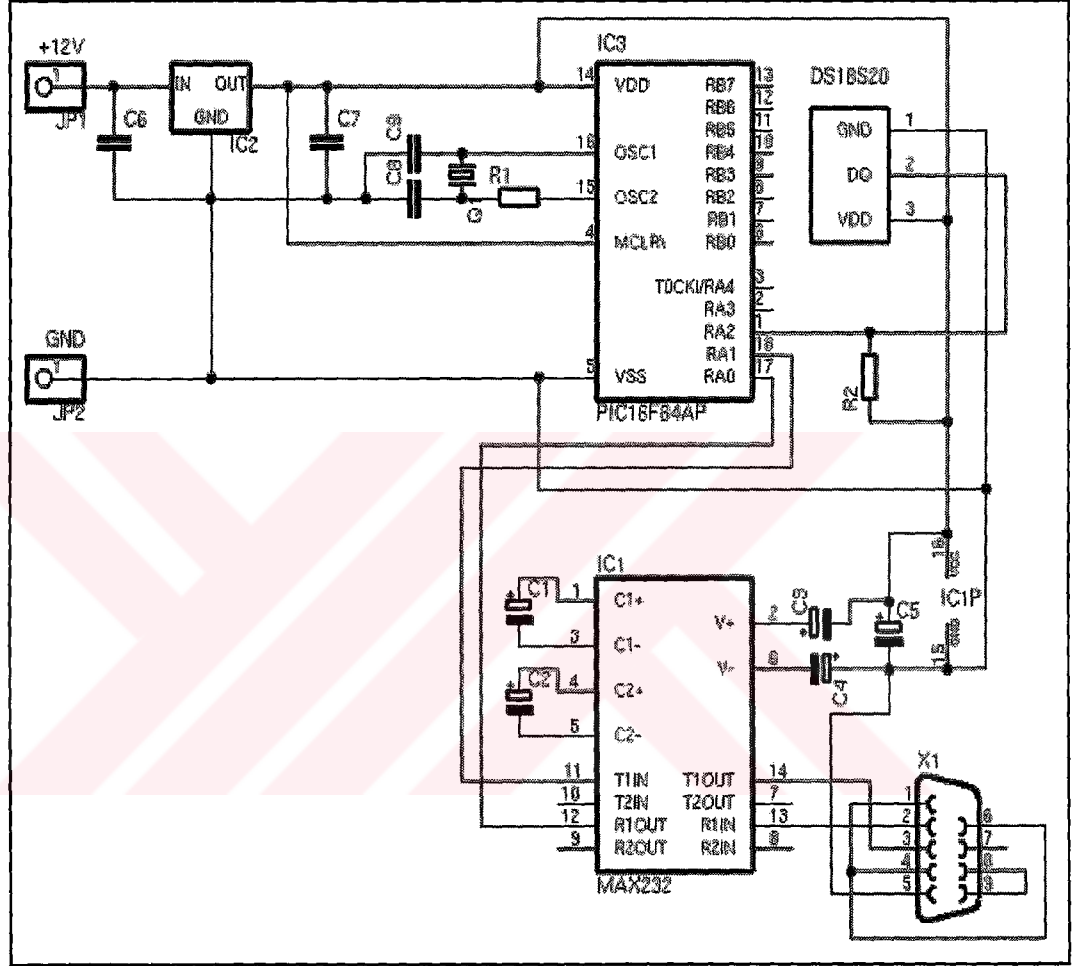 +12V
1
JP1
C6
IN OUT
GND
IC2
C7
C9
C8
Q
R1
GND
1
JP2
IC3
14 VDD
16 OSC1
15 OSC2
4 MCLR\
5 VSS
RB7 13
RB6 12
RB5 11
RB4 10
RB3 9
RB2 8
RB1 7
RB0 6
T0CKI/RA4 3
RA3 2
RA2 1
RA1 18
RA0 17
PIC16F84AP
DS18S20
GND 1
DQ 2
VDD 3
R2
IC1
C1
1 C1+
3 C1-
C2
4 C2+
5 C2-
11 T1IN
10 T2IN
12 R1OUT
9 R2OUT
V+ 2
V- 6
T1OUT 14
T2OUT 7
R1IN 13
R2IN 8
MAX232
C3
C4
C5
16 VCC
IC1P
15 GND
X1
1
2
3
4
5
6
7
8
9